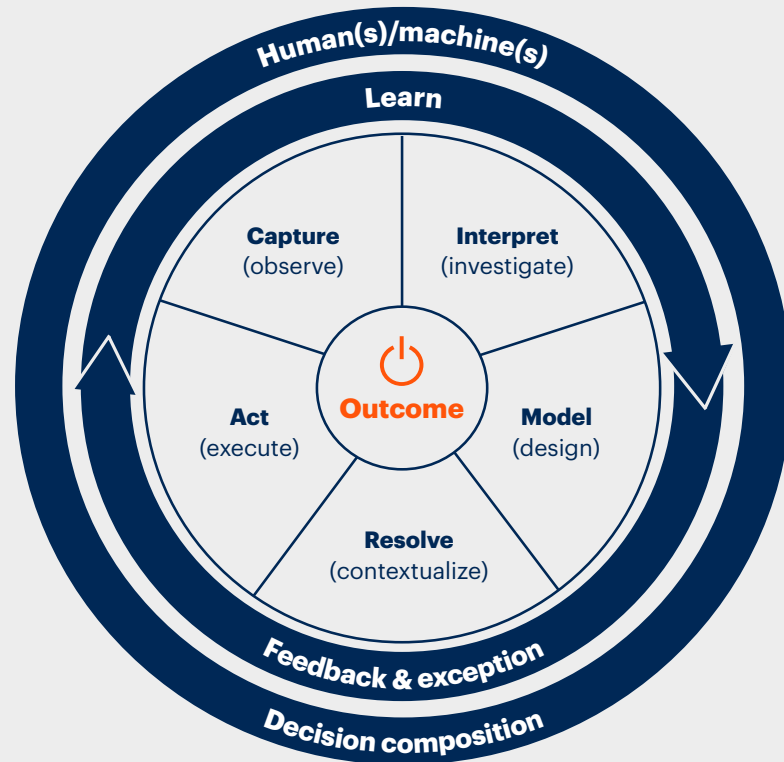 Human(s)/machine(s)
Learn
Capture
(observe)
Interpret
(investigate)
Outcome
Act
(execute)
Model
(design)
Resolve
(contextualize)
Feedback & exception
Decision composition